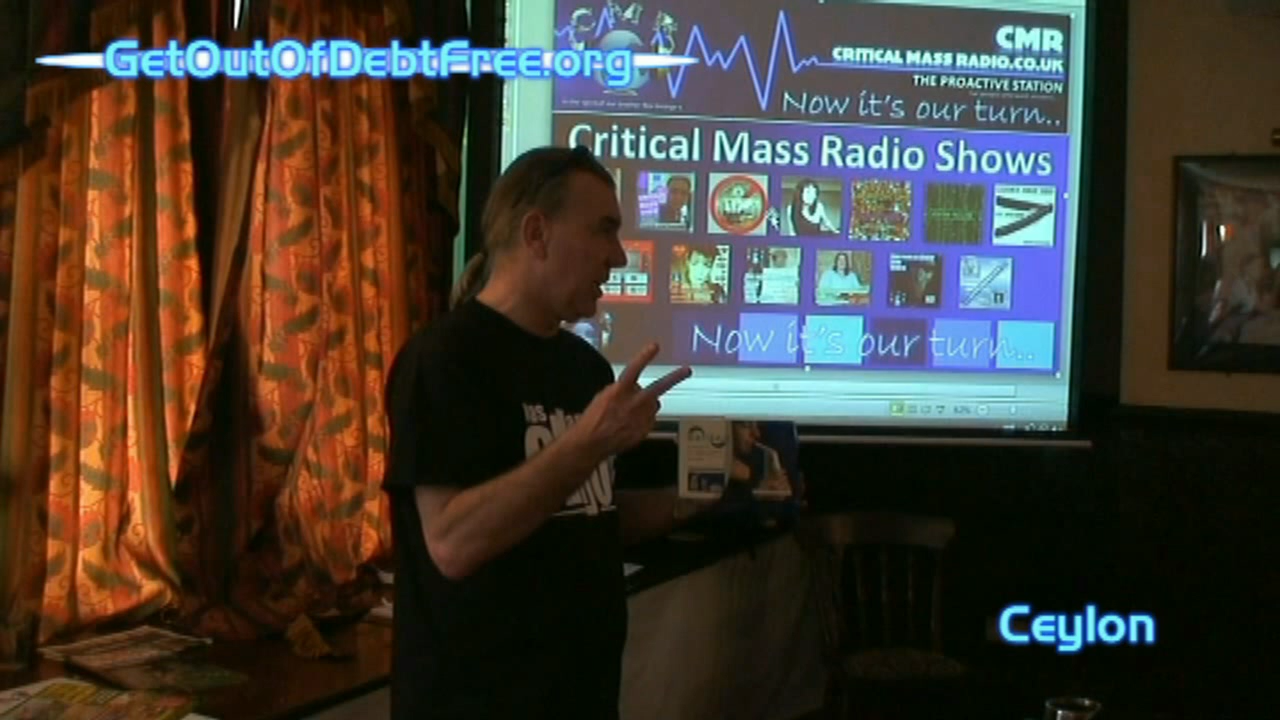 GetOutOfDebtFree.org
CMR
CRITICAL MASS RADIO.CO.UK
THE PROACTIVE STATION
Now it's our turn..
Critical Mass Radio Shows
Now it's our turn..
Ceylon